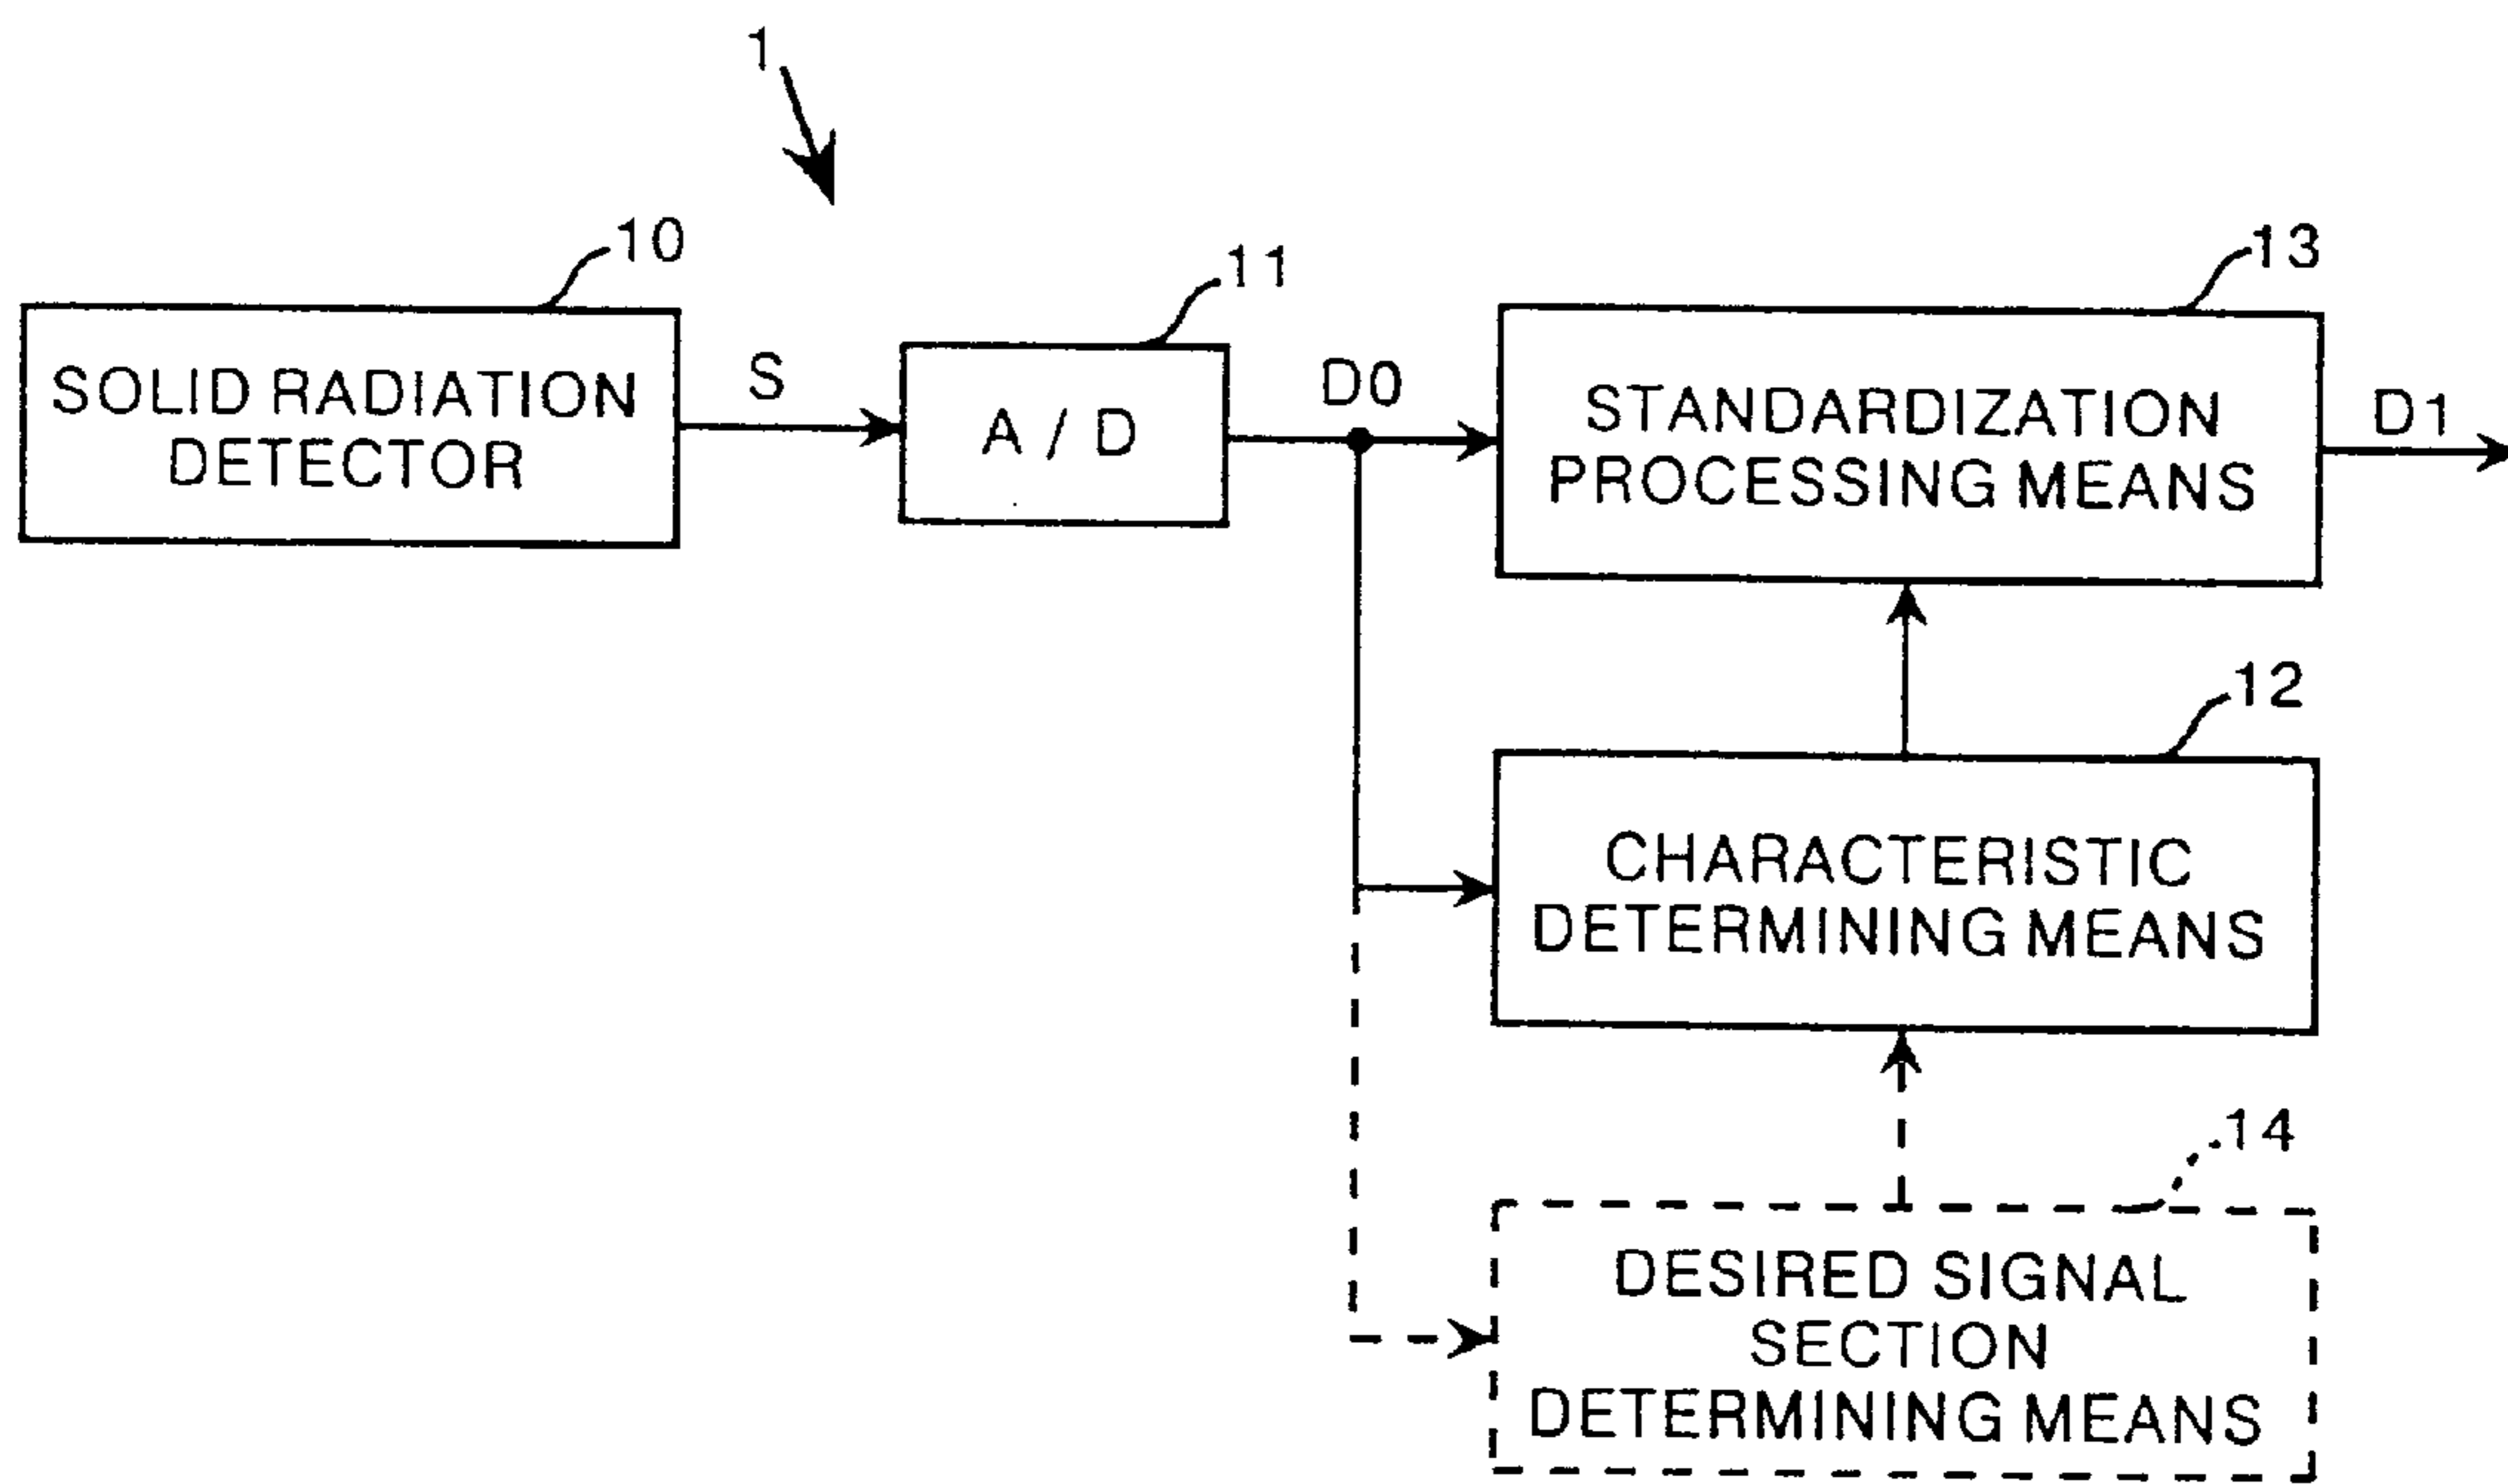 1
10
11
13
SOLID RADIATION
DETECTOR
S
A / D
D0
STANDARDIZATION
PROCESSING MEANS
D1
12
CHARACTERISTIC
DETERMINING MEANS
14
DESIRED SIGNAL
SECTION
DETERMINING MEANS